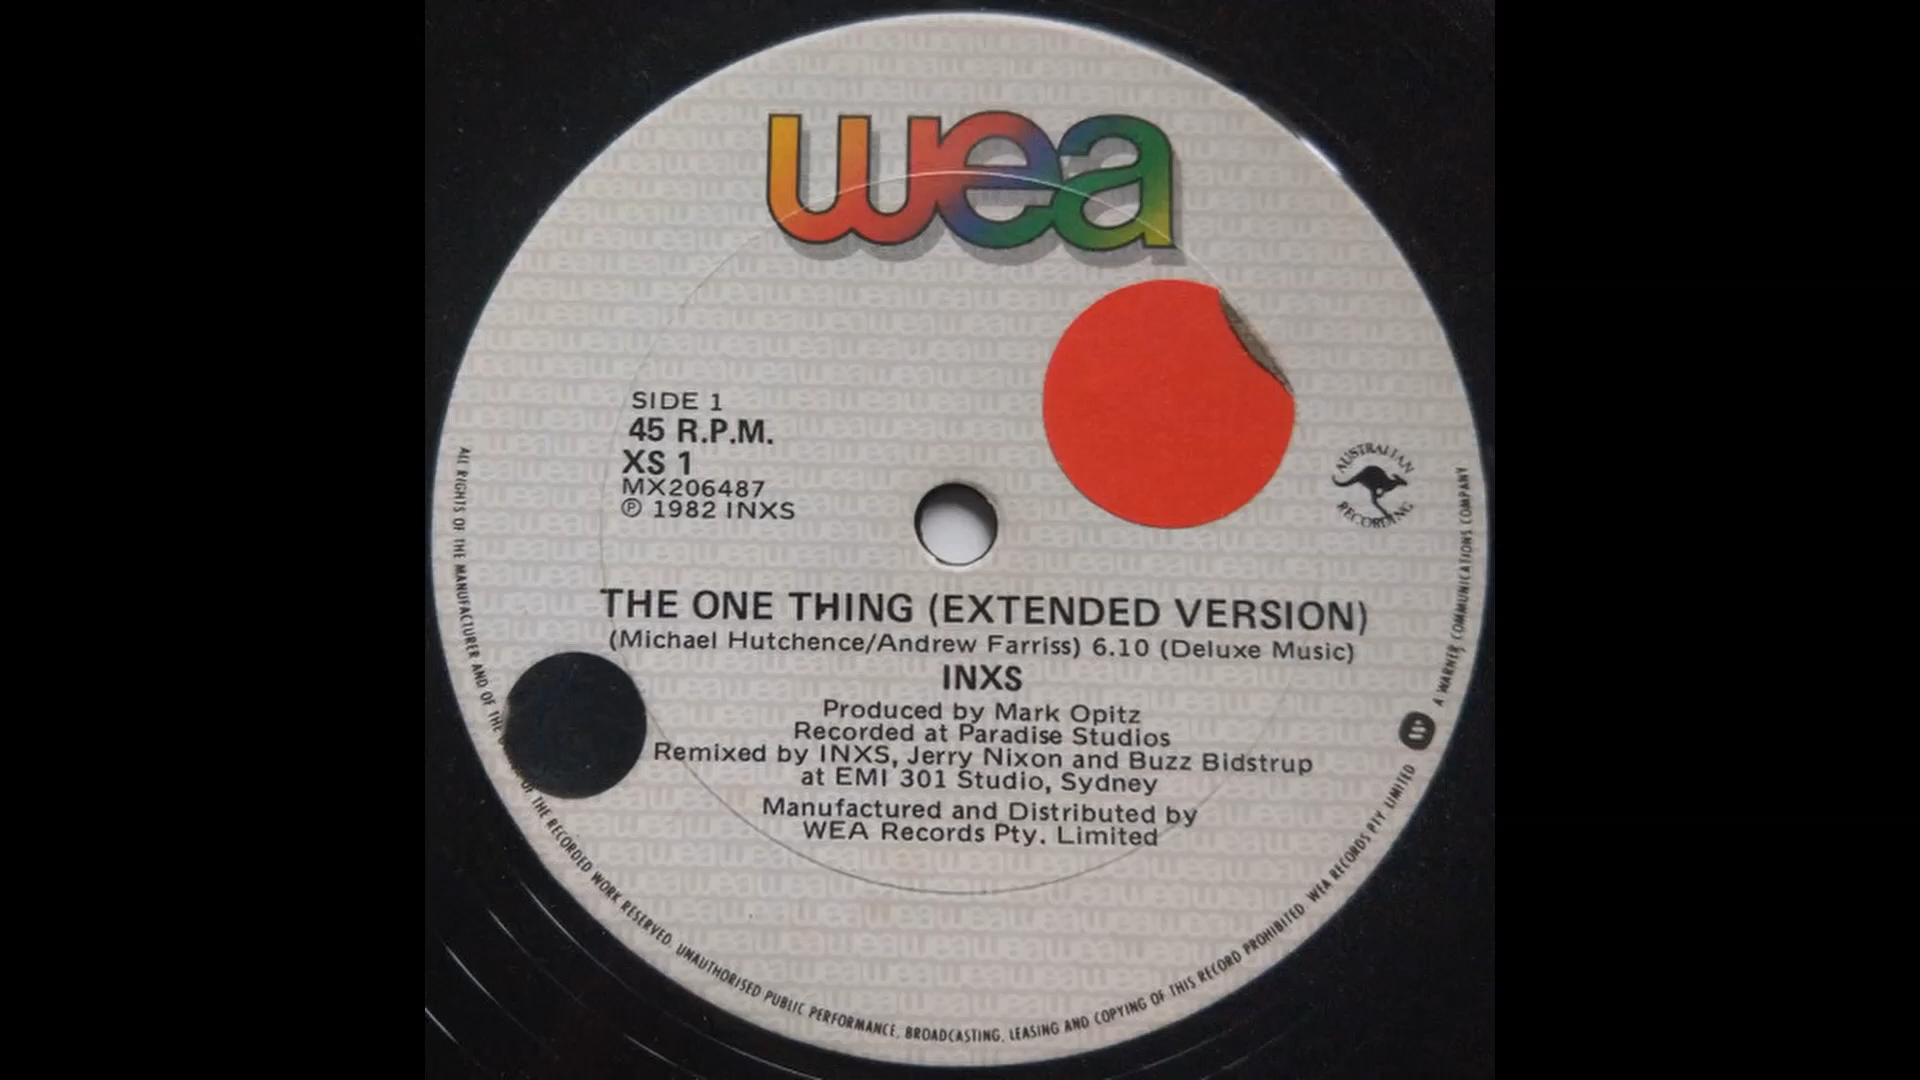 wea
SIDE 1
45 R.P.M.
XS 1
MX206487
℗ 1982 INXS
AUSTRALIAN
RECORDING
THE ONE THING (EXTENDED VERSION)
(Michael Hutchence/Andrew Farriss) 6.10 (Deluxe Music)
INXS
Produced by Mark Opitz
Recorded at Paradise Studios
Remixed by INXS, Jerry Nixon and Buzz Bidstrup
at EMI 301 Studio, Sydney
Manufactured and Distributed by
WEA Records Pty. Limited
ALL RIGHTS OF THE MANUFACTURER AND OF THE OF THE RECORDED WORK RESERVED. UNAUTHORISED PUBLIC PERFORMANCE, BROADCASTING, LEASING AND COPYING OF THIS RECORD PROHIBITED. WEA RECORDS PTY. LIMITED A WARNER COMMUNICATIONS COMPANY